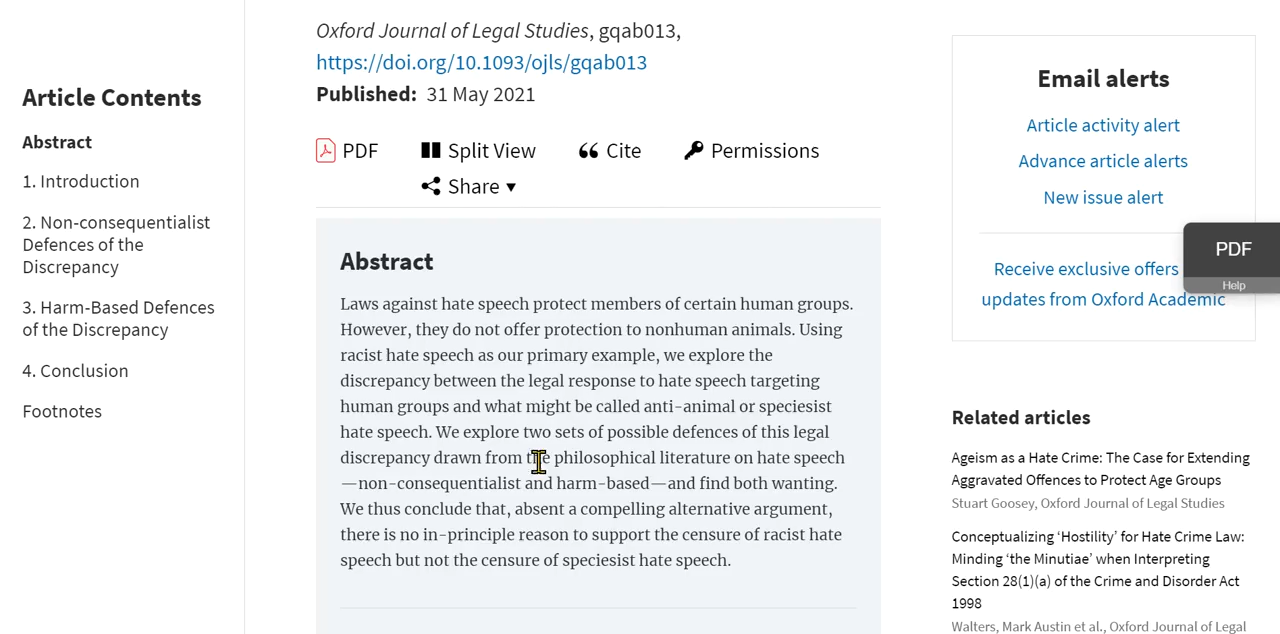 Oxford Journal of Legal Studies, gqab013,
https://doi.org/10.1093/ojls/gqab013
Published: 31 May 2021
Article Contents
Abstract
1. Introduction
2. Non-consequentialist
Defences of the
Discrepancy
3. Harm-Based Defences
of the Discrepancy
4. Conclusion
Footnotes
PDF Split View Cite Permissions
Share
Abstract
Laws against hate speech protect members of certain human groups.
However, they do not offer protection to nonhuman animals. Using
racist hate speech as our primary example, we explore the
discrepancy between the legal response to hate speech targeting
human groups and what might be called anti-animal or speciesist
hate speech. We explore two sets of possible defences of this legal
discrepancy drawn from the philosophical literature on hate speech
—non-consequentialist and harm-based—and find both wanting.
We thus conclude that, absent a compelling alternative argument,
there is no in-principle reason to support the censure of racist hate
speech but not the censure of speciesist hate speech.
Email alerts
Article activity alert
Advance article alerts
New issue alert
Receive exclusive offers
updates from Oxford Academic
PDF
Help
Related articles
Ageism as a Hate Crime: The Case for Extending
Aggravated Offences to Protect Age Groups
Stuart Goosey, Oxford Journal of Legal Studies
Conceptualizing ‘Hostility’ for Hate Crime Law:
Minding ‘the Minutiae’ when Interpreting
Section 28(1)(a) of the Crime and Disorder Act
1998
Walters, Mark Austin et al., Oxford Journal of Legal